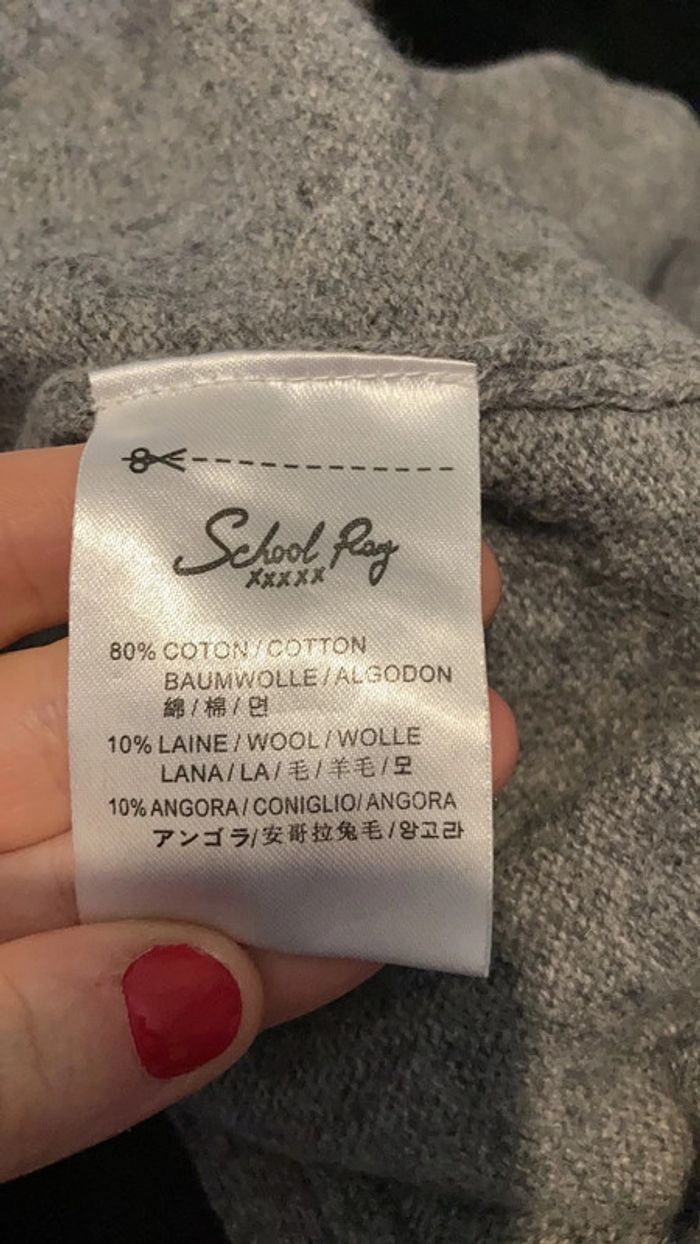 School Rag
xxxxx
80% COTON / COTTON
BAUMWOLLE / ALGODON
綿 / 棉 / 면
10% LAINE / WOOL / WOLLE
LANA / LA / 毛 / 羊毛 / 모
10% ANGORA / CONIGLIO / ANGORA
アンゴラ / 安哥拉兔毛 / 앙고라